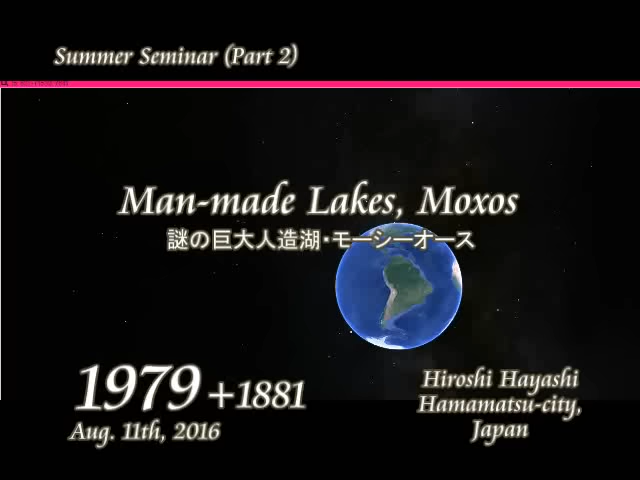 Summer Seminar (Part 2)
Man-made Lakes, Moxos
謎の巨大人造湖・モーシーオース
1979 +1881
Aug. 11th, 2016
Hiroshi Hayashi
Hamamatsu-city,
Japan